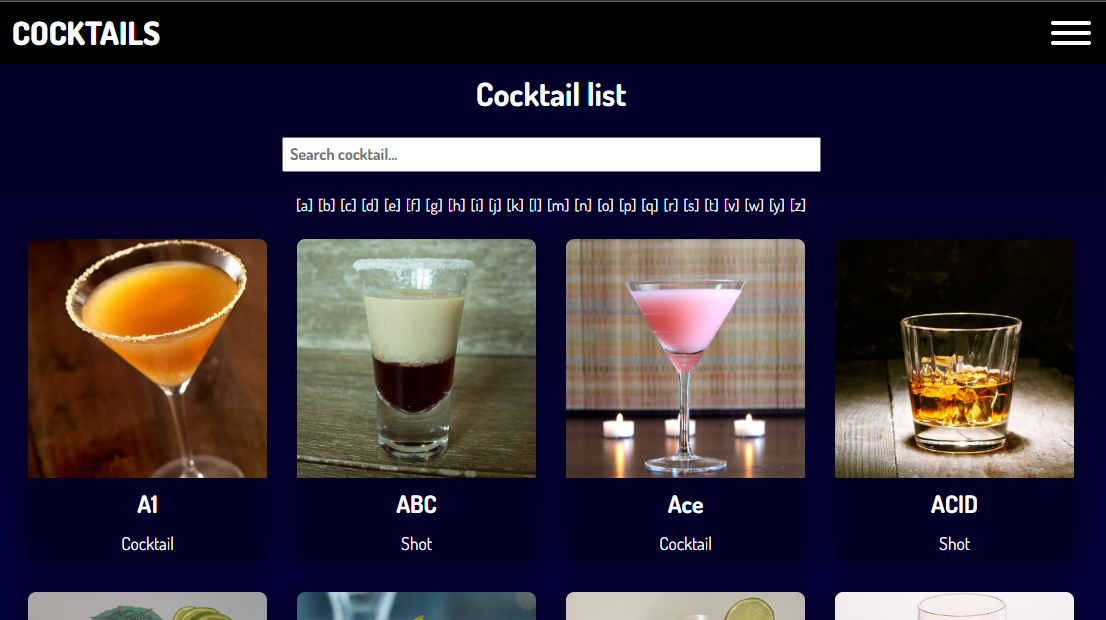 COCKTAILS
Cocktail list
Search cocktail...
[a] [b] [c] [d] [e] [f] [g] [h] [i] [j] [k] [l] [m] [n] [o] [p] [q] [r] [s] [t] [v] [w] [y] [z]
A1
ABC
Ace
ACID
Cocktail
Shot
Cocktail
Shot